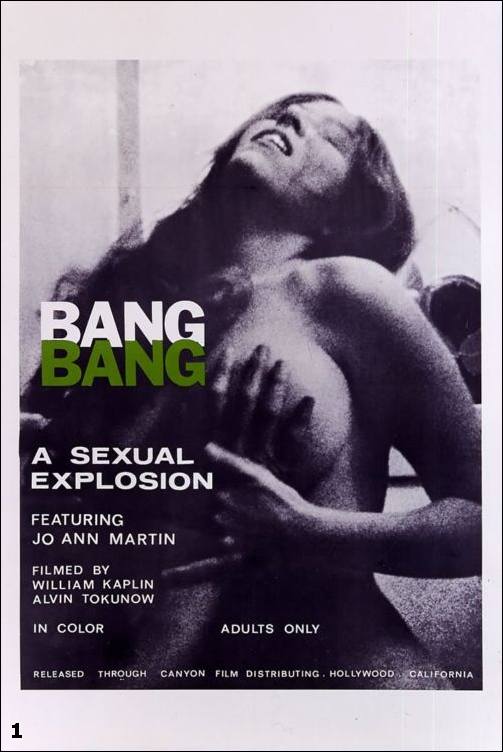 BANG
BANG
A SEXUAL
EXPLOSION
FEATURING
JO ANN MARTIN
FILMED BY
WILLIAM KAPLIN
ALVIN TOKUNOW
IN COLOR ADULTS ONLY
RELEASED THROUGH CANYON FILM DISTRIBUTING . HOLLYWOOD . CALIFORNIA
1